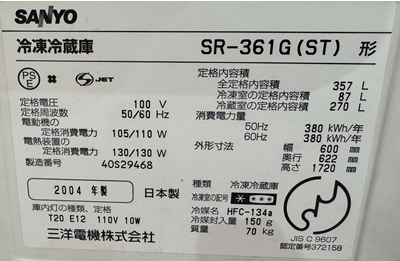 SANYO
冷凍冷蔵庫 SR-361G(ST) 形
PS E JET
定格内容積
全定格内容積 357 L
冷凍室の定格内容積 87 L
冷蔵室の定格内容積 270 L
定格電圧 100 V
定格周波数 50/60 Hz
電動機の
定格消費電力 105/110 W
電熱装置の
定格消費電力 130/130 W
製造番号 40S29468
消費電力量
50Hz 380 kWh/年
60Hz 380 kWh/年
外形寸法 幅 600 mm
奥行 622 mm
高さ 1720 mm
2004 年製 日本製
庫内灯の種類、定格
T20 E12 110V 10W
三洋電機株式会社
種類 冷凍冷蔵庫
冷凍室の記号
冷媒名 HFC-134a
冷媒封入量 150 g
質量 70 kg
JIS C 9607
認定番号 372158